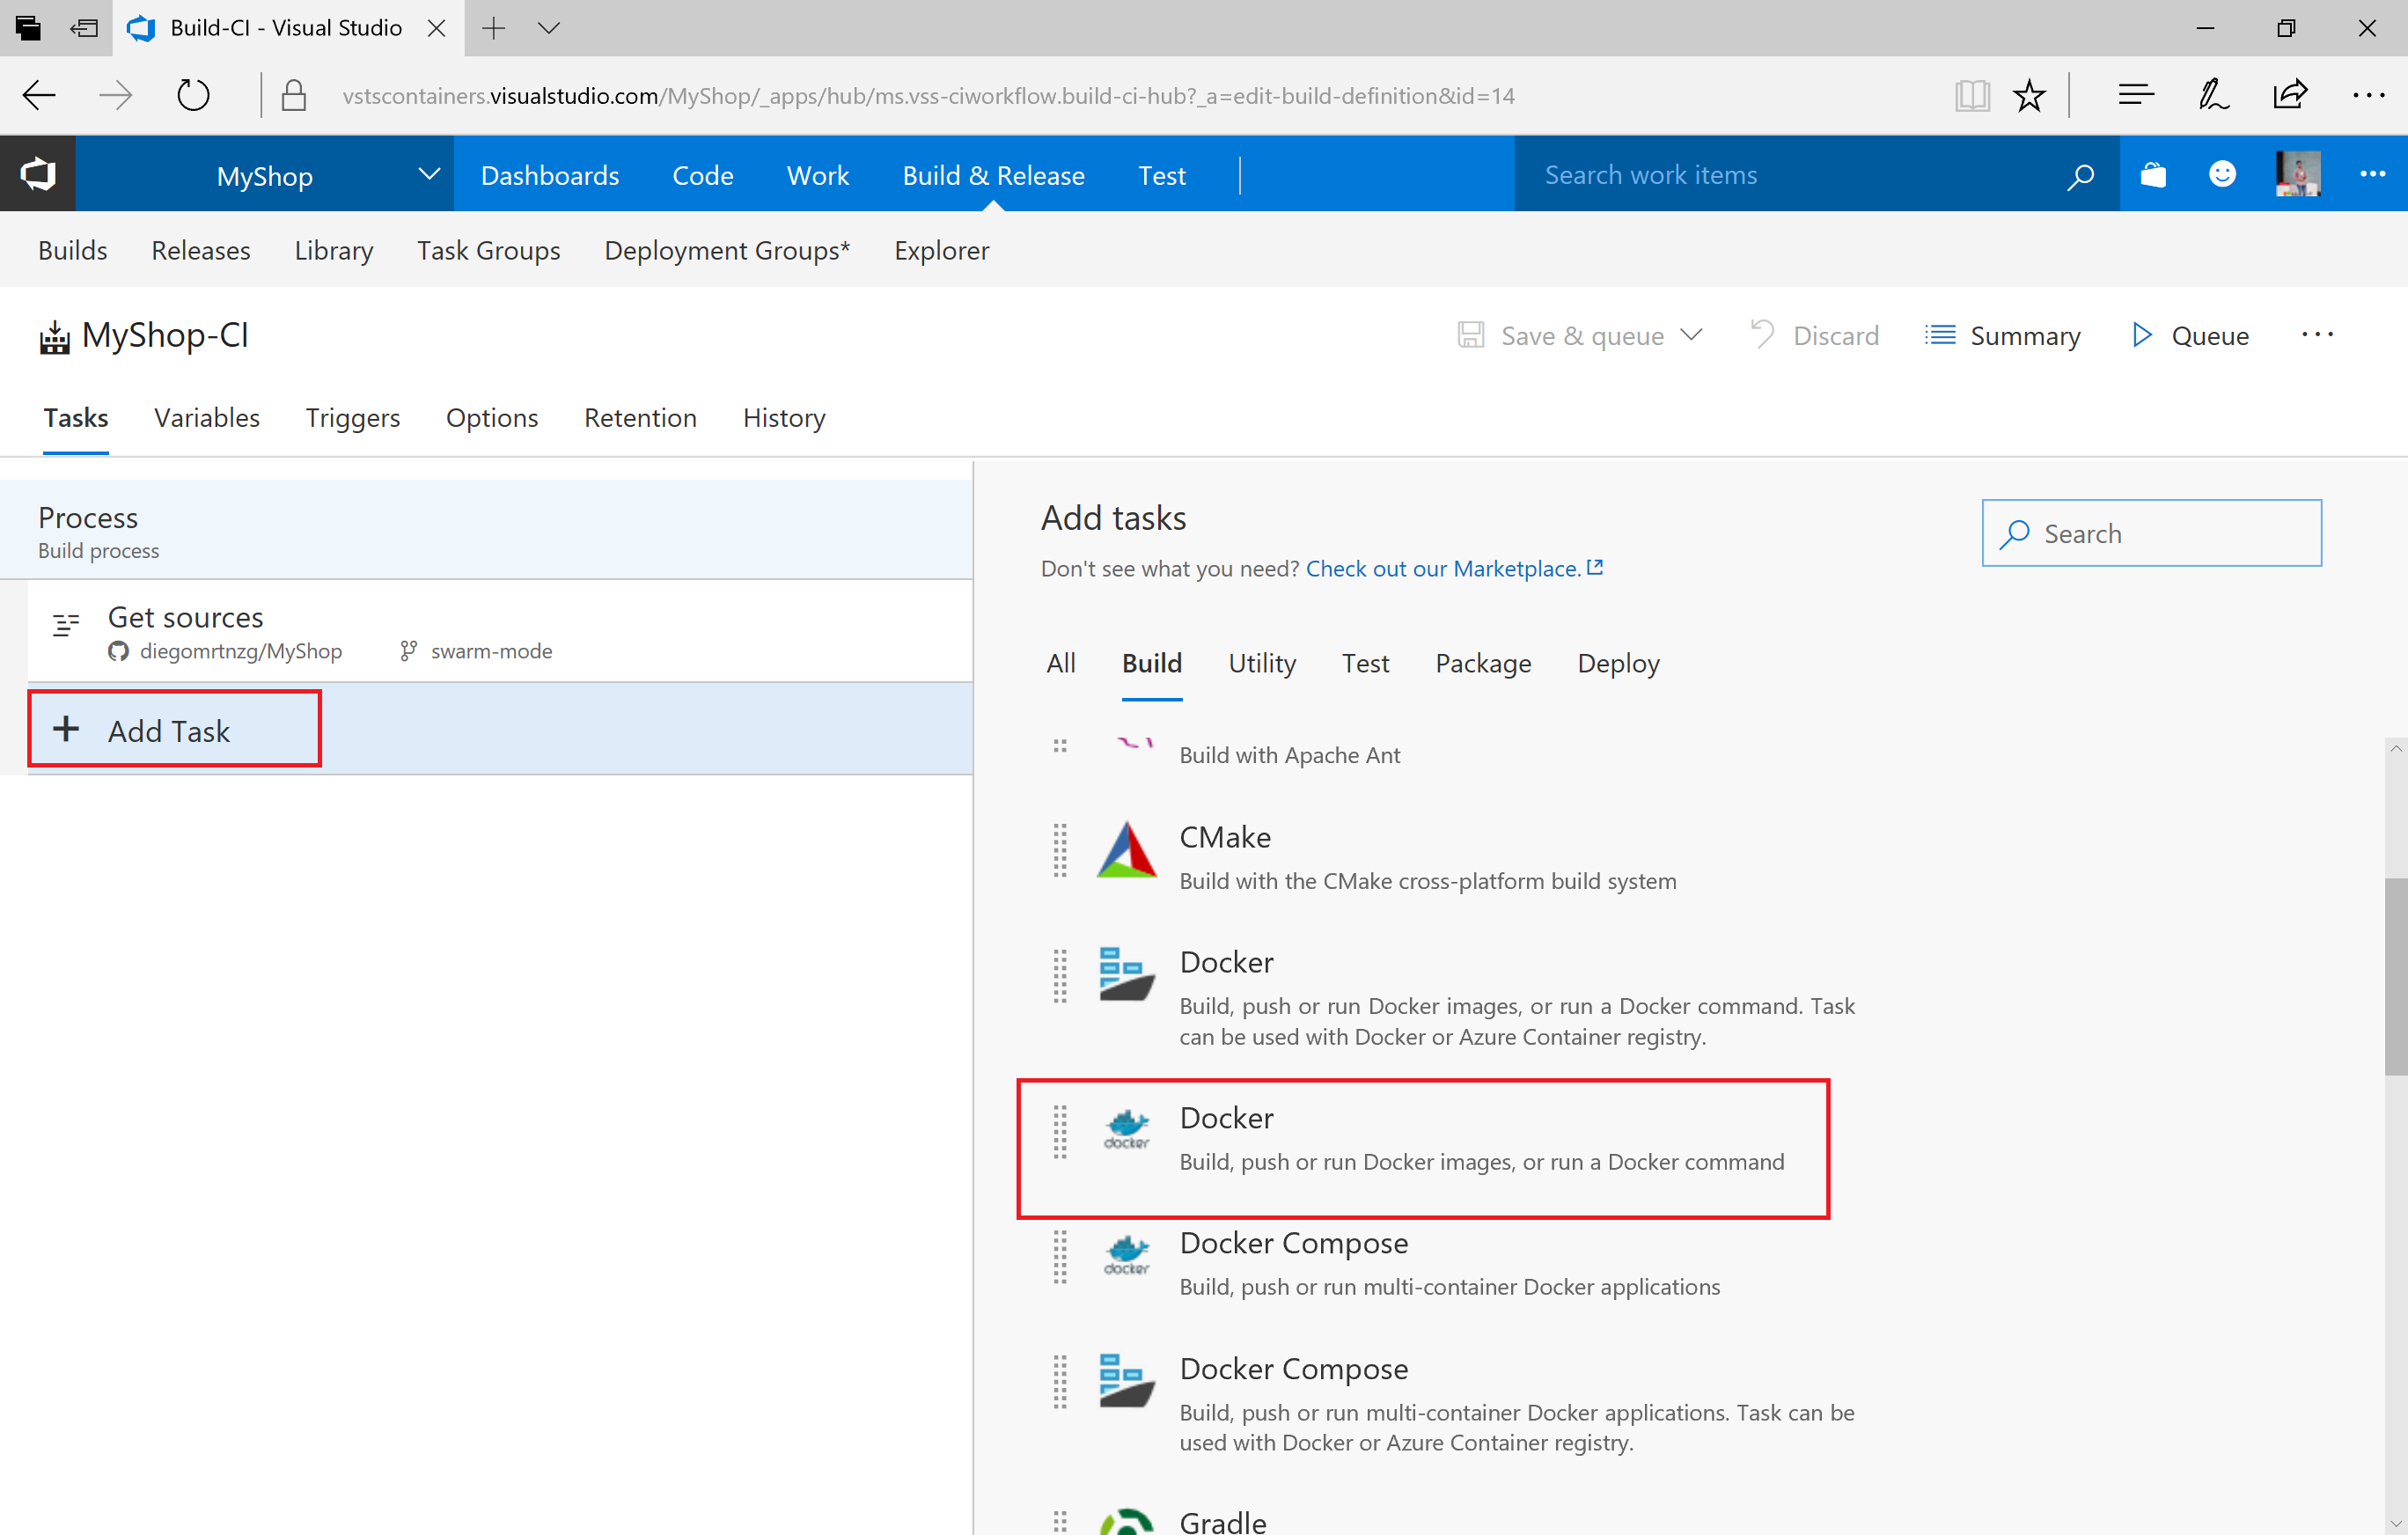 Build-CI - Visual Studio
vstscontainers.visualstudio.com/MyShop/_apps/hub/ms.vss-ciworkflow.build-ci-hub?_a=edit-build-definition&id=14
MyShop
Dashboards
Code
Work
Build & Release
Test
Search work items
Builds
Releases
Library
Task Groups
Deployment Groups*
Explorer
MyShop-CI
Save & queue
Discard
Summary
Queue
Tasks
Variables
Triggers
Options
Retention
History
Process
Build process
Get sources
diegomrtnzg/MyShop
swarm-mode
Add Task
Add tasks
Search
Don't see what you need? Check out our Marketplace.
All
Build
Utility
Test
Package
Deploy
Build with Apache Ant
CMake
Build with the CMake cross-platform build system
Docker
Build, push or run Docker images, or run a Docker command. Task
can be used with Docker or Azure Container registry.
docker
Docker
Build, push or run Docker images, or run a Docker command
docker
Docker Compose
Build, push or run multi-container Docker applications
Docker Compose
Build, push or run multi-container Docker applications. Task can be
used with Docker or Azure Container registry.
Gradle